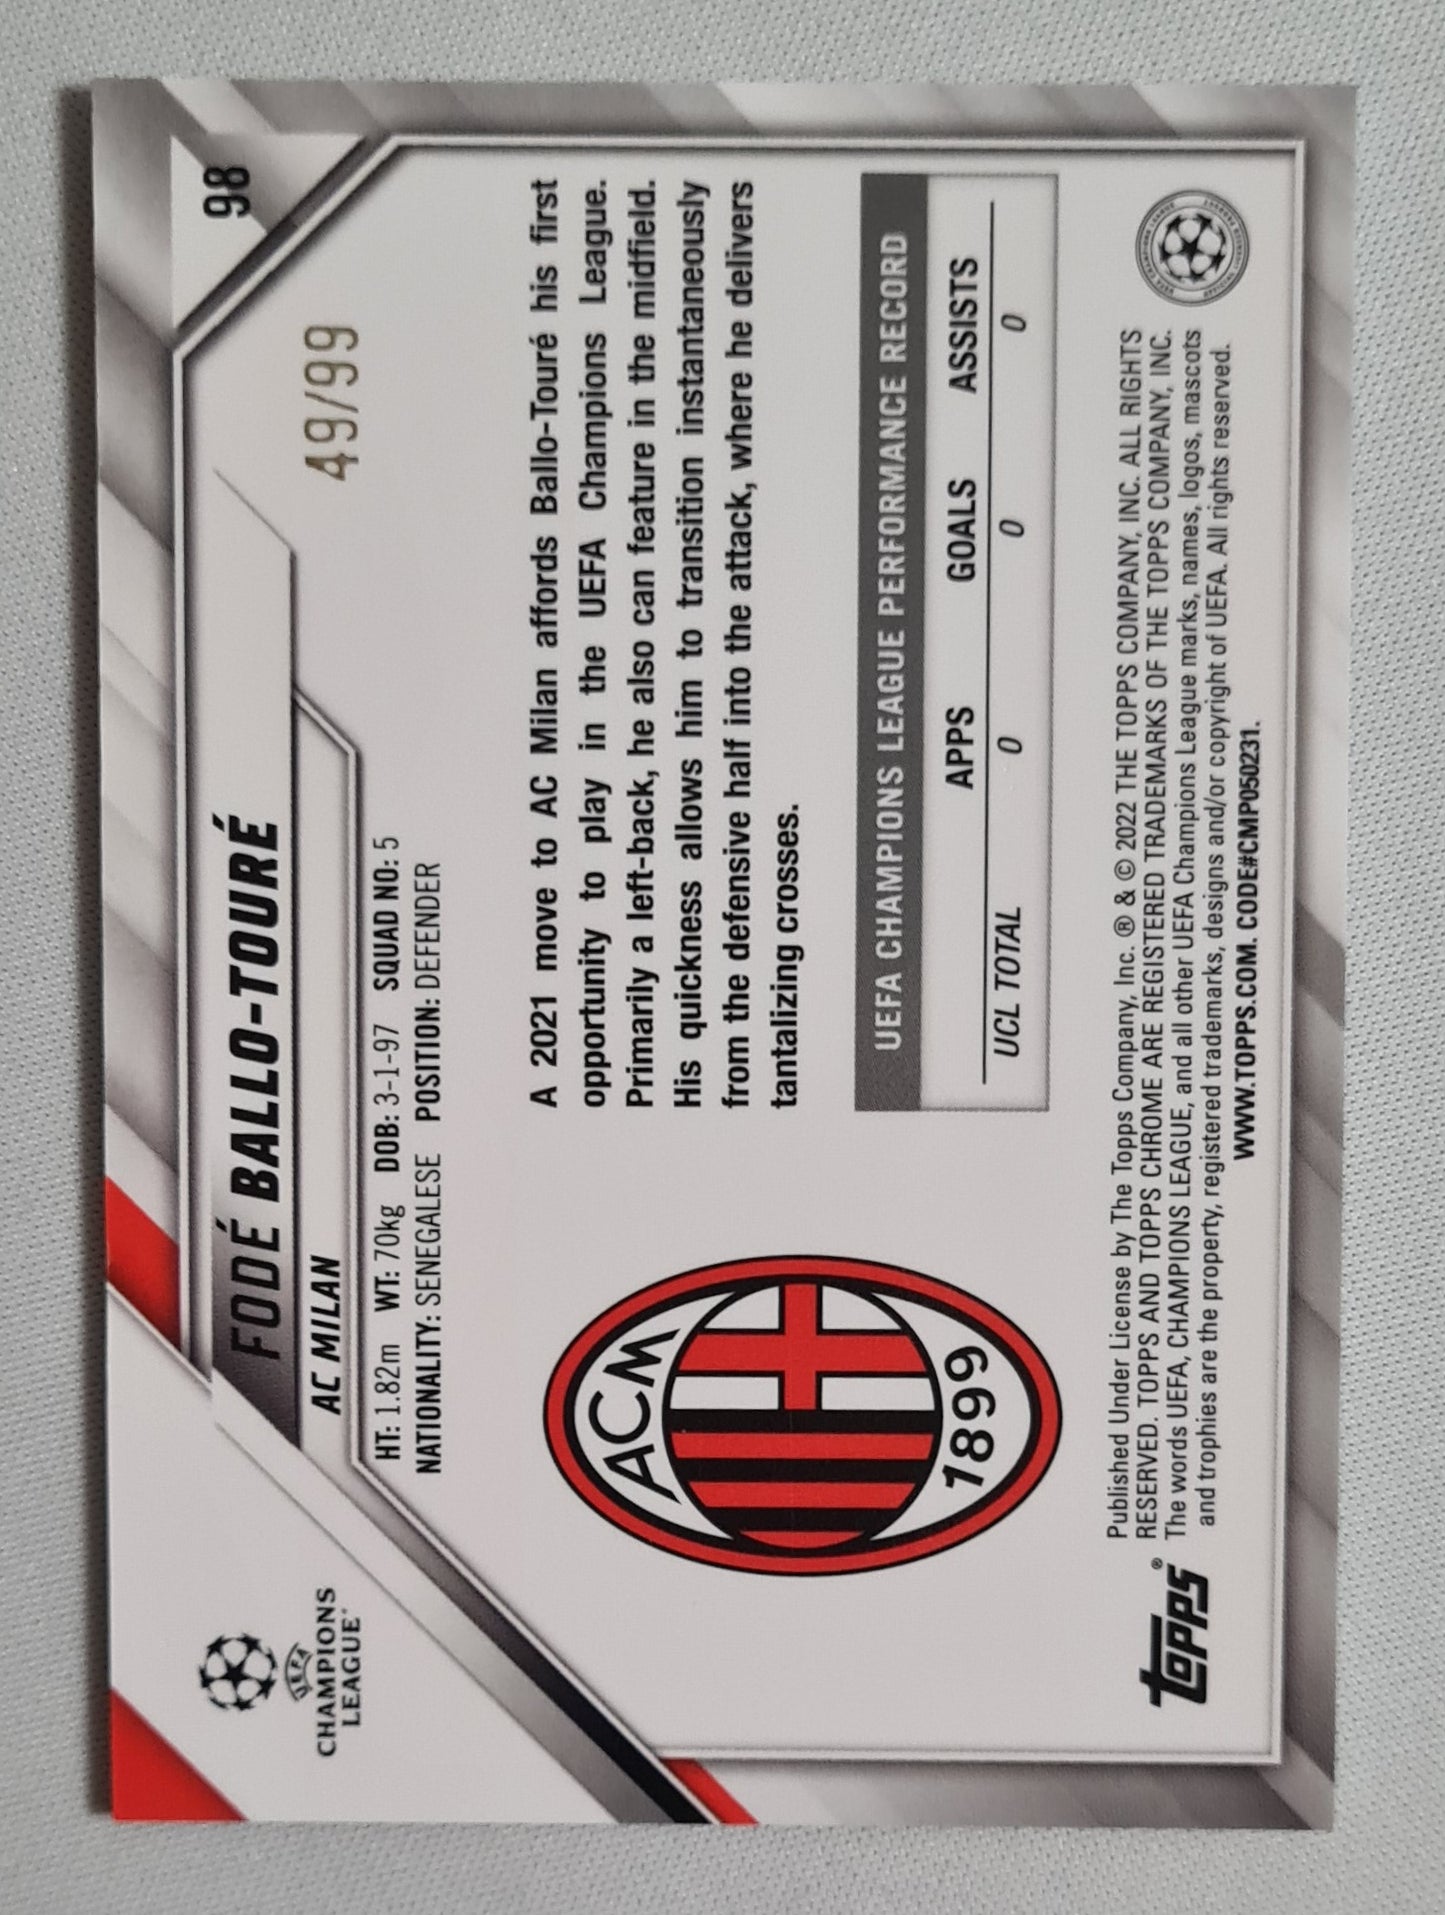 98
FODÉ BALLO-TOURÉ
49/99
AC MILAN
HT: 1.82m WT: 70kg DOB: 3-1-97 SQUAD NO: 5
NATIONALITY: SENEGALESE POSITION: DEFENDER
UEFA
CHAMPIONS
LEAGUE
A 2021 move to AC Milan affords Ballo-Touré his first
opportunity to play in the UEFA Champions League.
Primarily a left-back, he also can feature in the midfield.
His quickness allows him to transition instantaneously
from the defensive half into the attack, where he delivers
tantalizing crosses.
ACM
1899
UEFA CHAMPIONS LEAGUE PERFORMANCE RECORD
APPS GOALS ASSISTS
UCL TOTAL 0 0 0
Topps®
Published Under License by The Topps Company, Inc. ® & © 2022 THE TOPPS COMPANY, INC. ALL RIGHTS
RESERVED. TOPPS AND TOPPS CHROME ARE REGISTERED TRADEMARKS OF THE TOPPS COMPANY, INC.
The words UEFA, CHAMPIONS LEAGUE, and all other UEFA Champions League marks, names, logos, mascots
and trophies are the property, registered trademarks, designs and/or copyright of UEFA. All rights reserved.
WWW.TOPPS.COM. CODE#CMP050231.